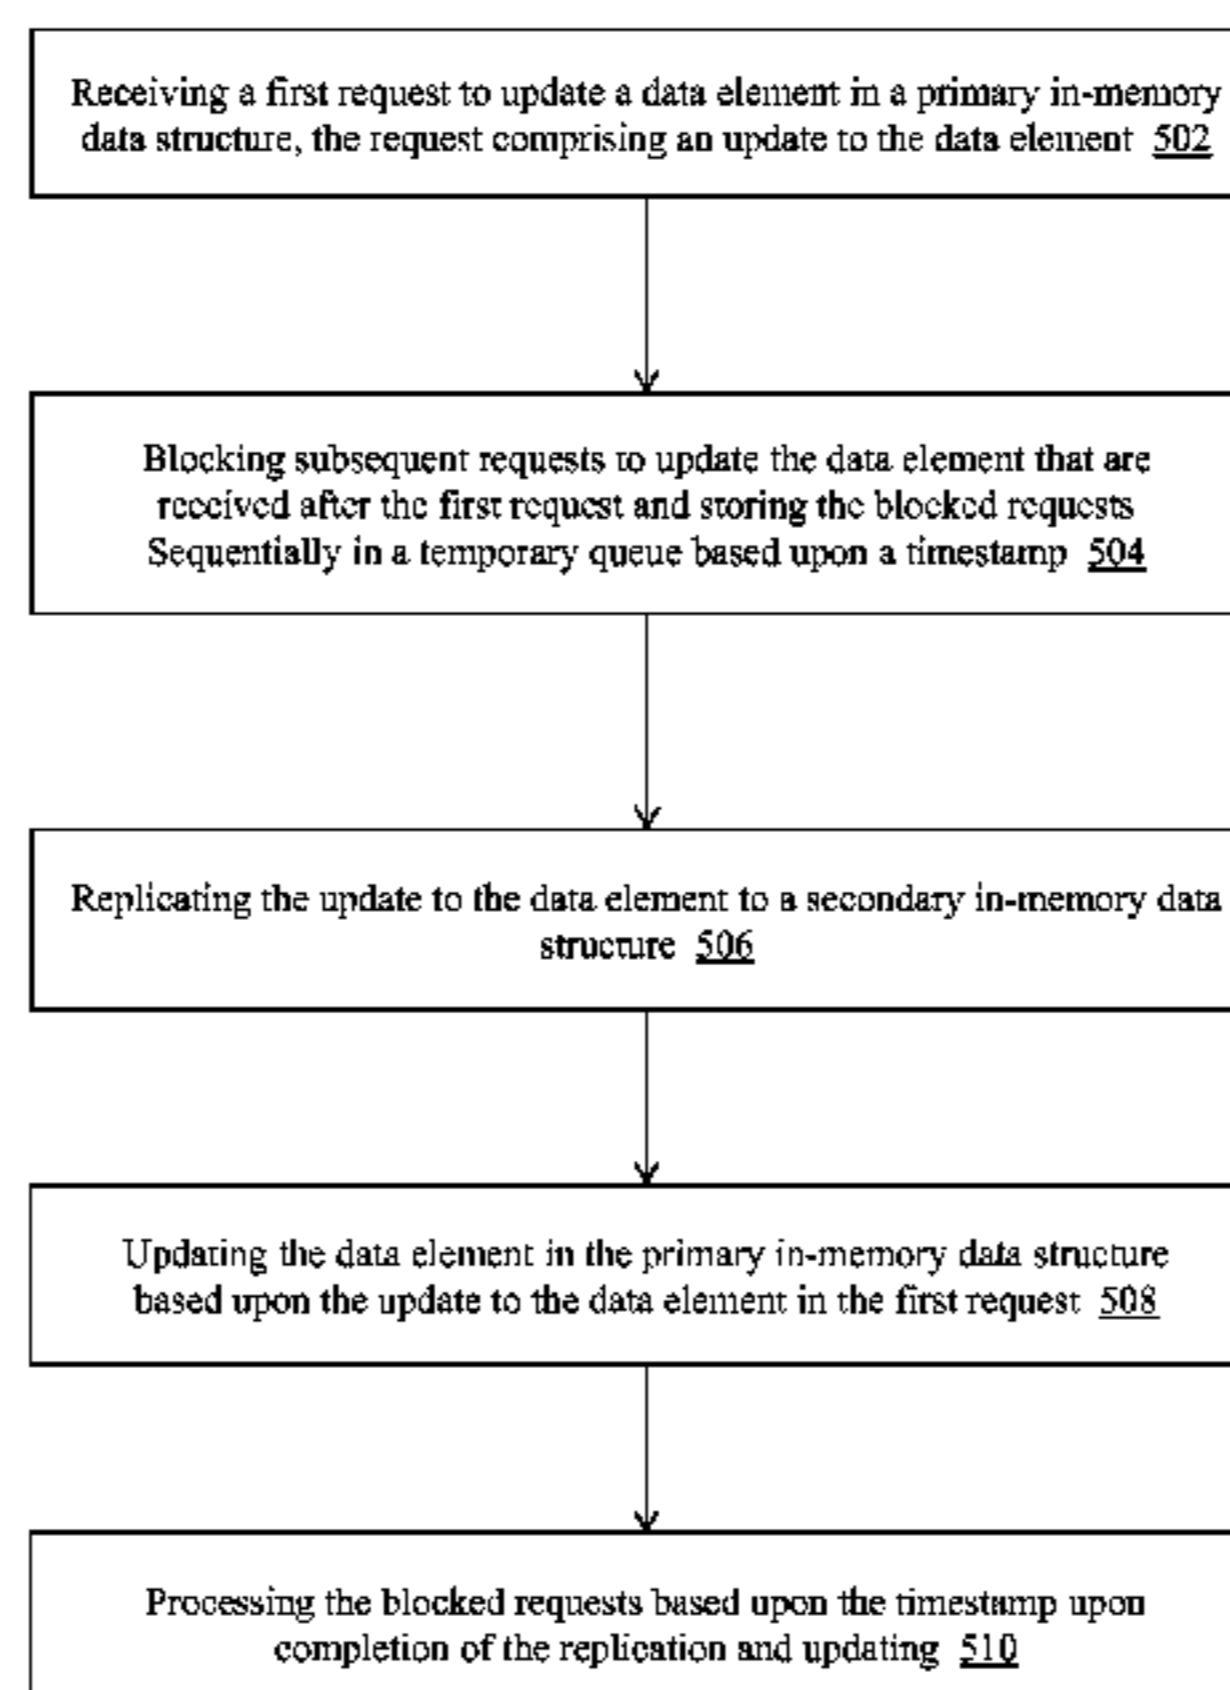 Receiving a first request to update a data element in a primary in-memory
data structure, the request comprising an update to the data element 502
Blocking subsequent requests to update the data element that are
received after the first request and storing the blocked requests
Sequentially in a temporary queue based upon a timestamp 504
Replicating the update to the data element to a secondary in-memory data
structure 506
Updating the data element in the primary in-memory data structure
based upon the update to the data element in the first request 508
Processing the blocked requests based upon the timestamp upon
completion of the replication and updating 510